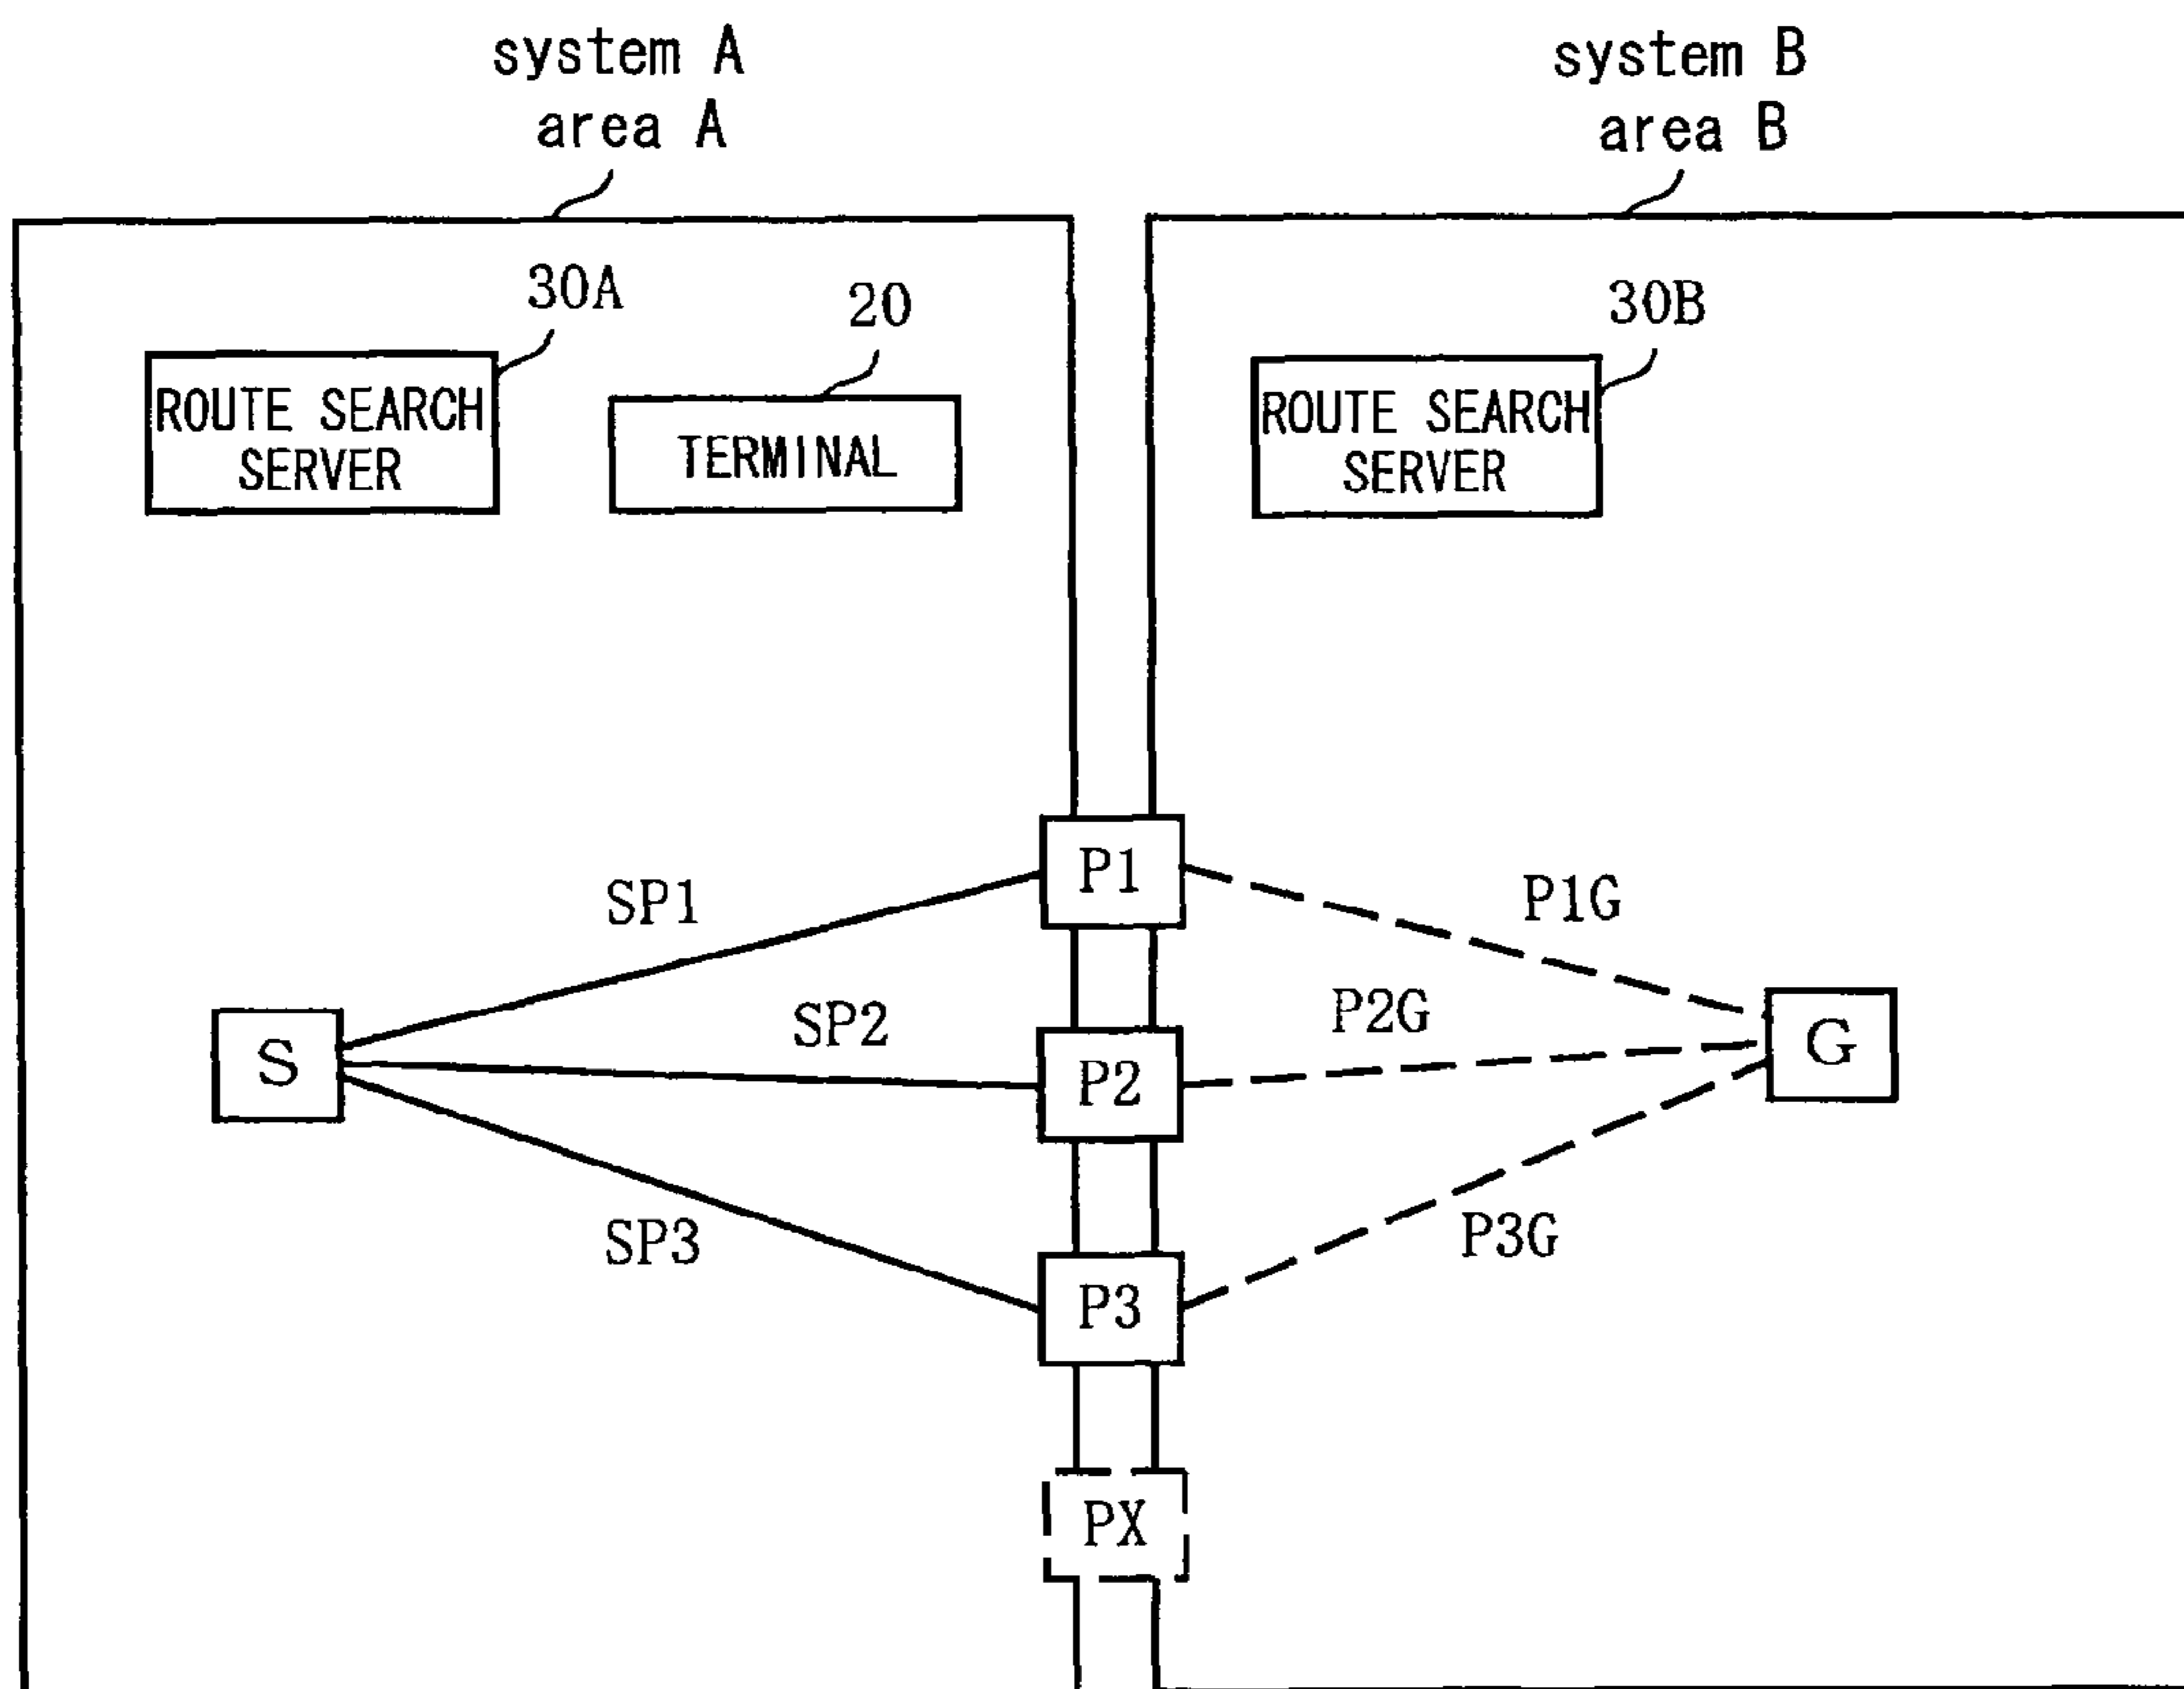 system A
area A
system B
area B
30A
20
30B
ROUTE SEARCH
SERVER
TERMINAL
ROUTE SEARCH
SERVER
P1
SP1
P1G
SP2
P2G
S
G
P2
SP3
P3G
P3
PX